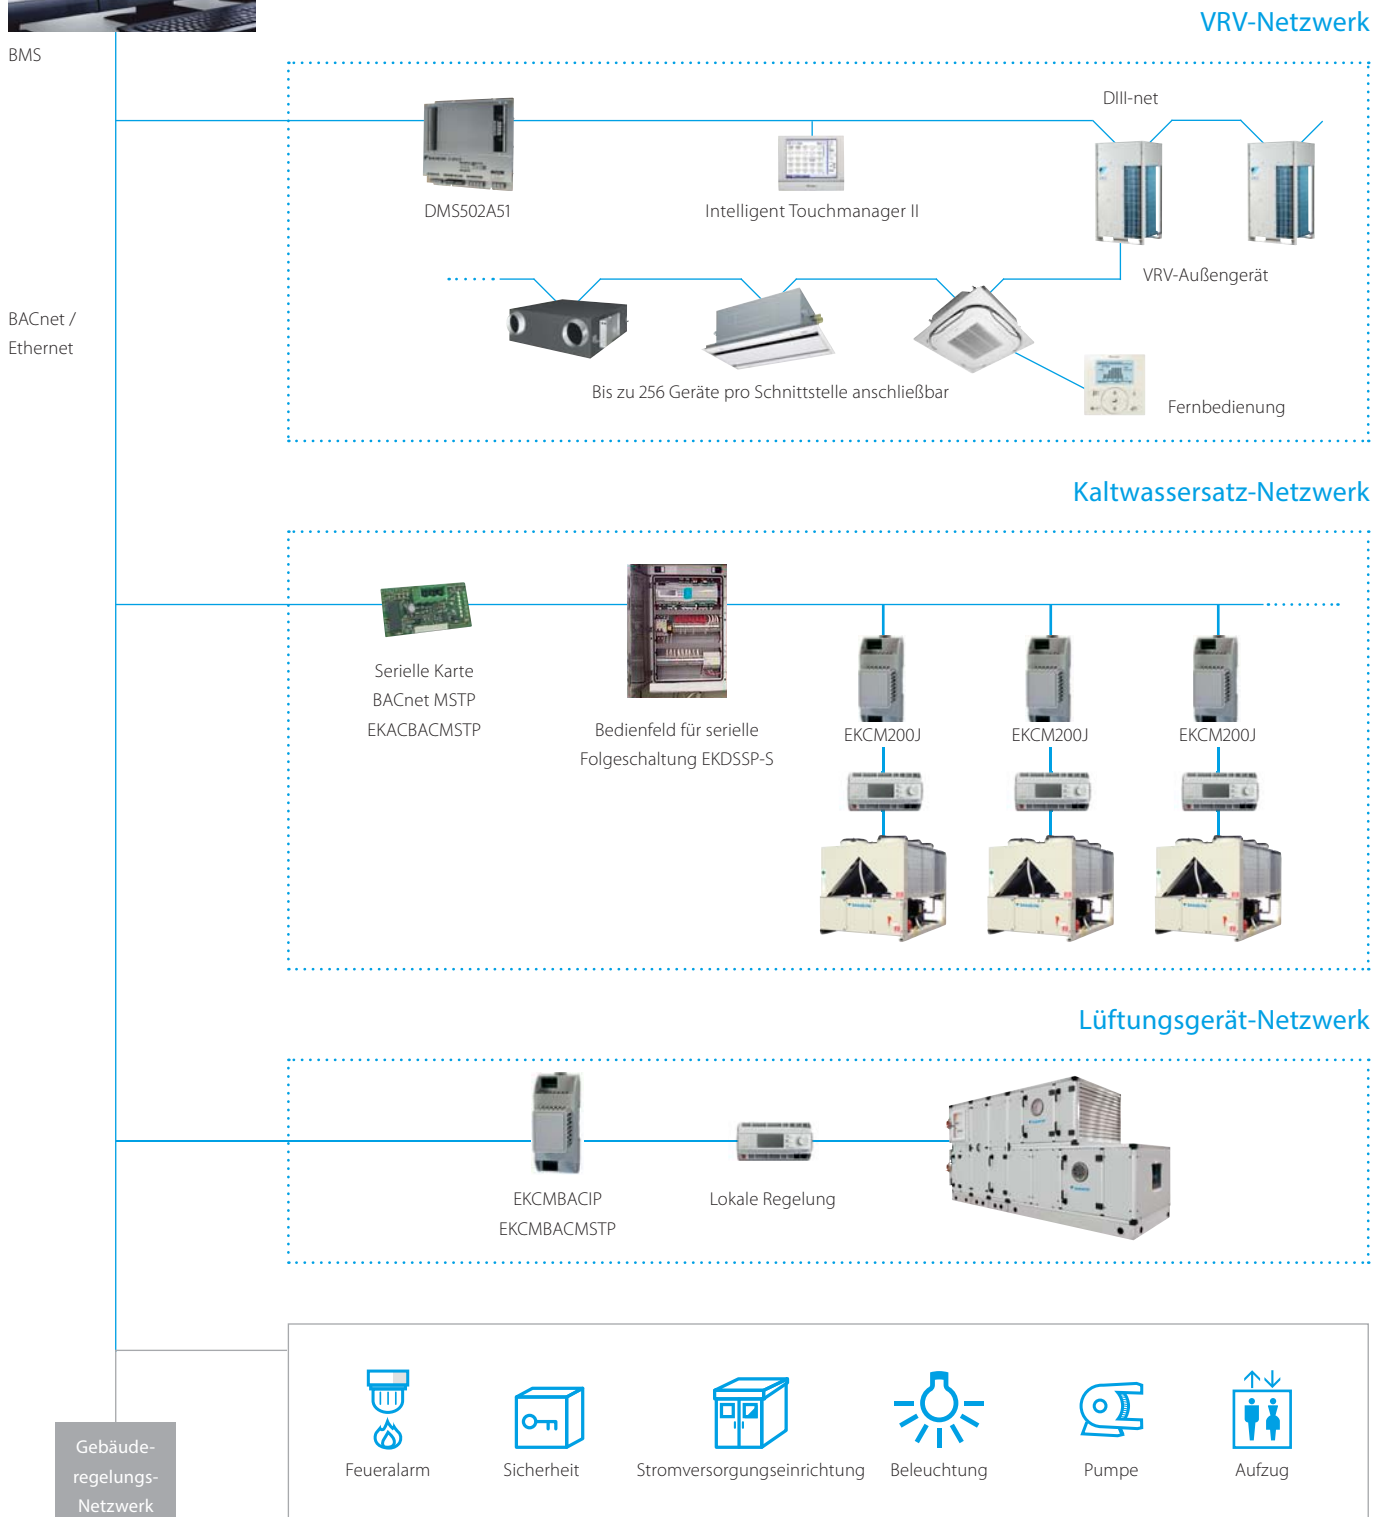 VRV-Netzwerk
BMS
DIII-net
DMS502A51
Intelligent Touchmanager II
VRV-Außengerät
BACnet /
Ethernet
Bis zu 256 Geräte pro Schnittstelle anschließbar
Fernbedienung
Kaltwassersatz-Netzwerk
Serielle Karte
BACnet MSTP
EKACBACMSTP
Bedienfeld für serielle
Folgeschaltung EKDSSP-S
EKCM200J
EKCM200J
EKCM200J
Lüftungsgerät-Netzwerk
EKCMBACIP
EKCMBACMSTP
Lokale Regelung
Feueralarm
Sicherheit
Stromversorgungseinrichtung
Beleuchtung
Pumpe
Aufzug
Gebäude-
regelungs-
Netzwerk